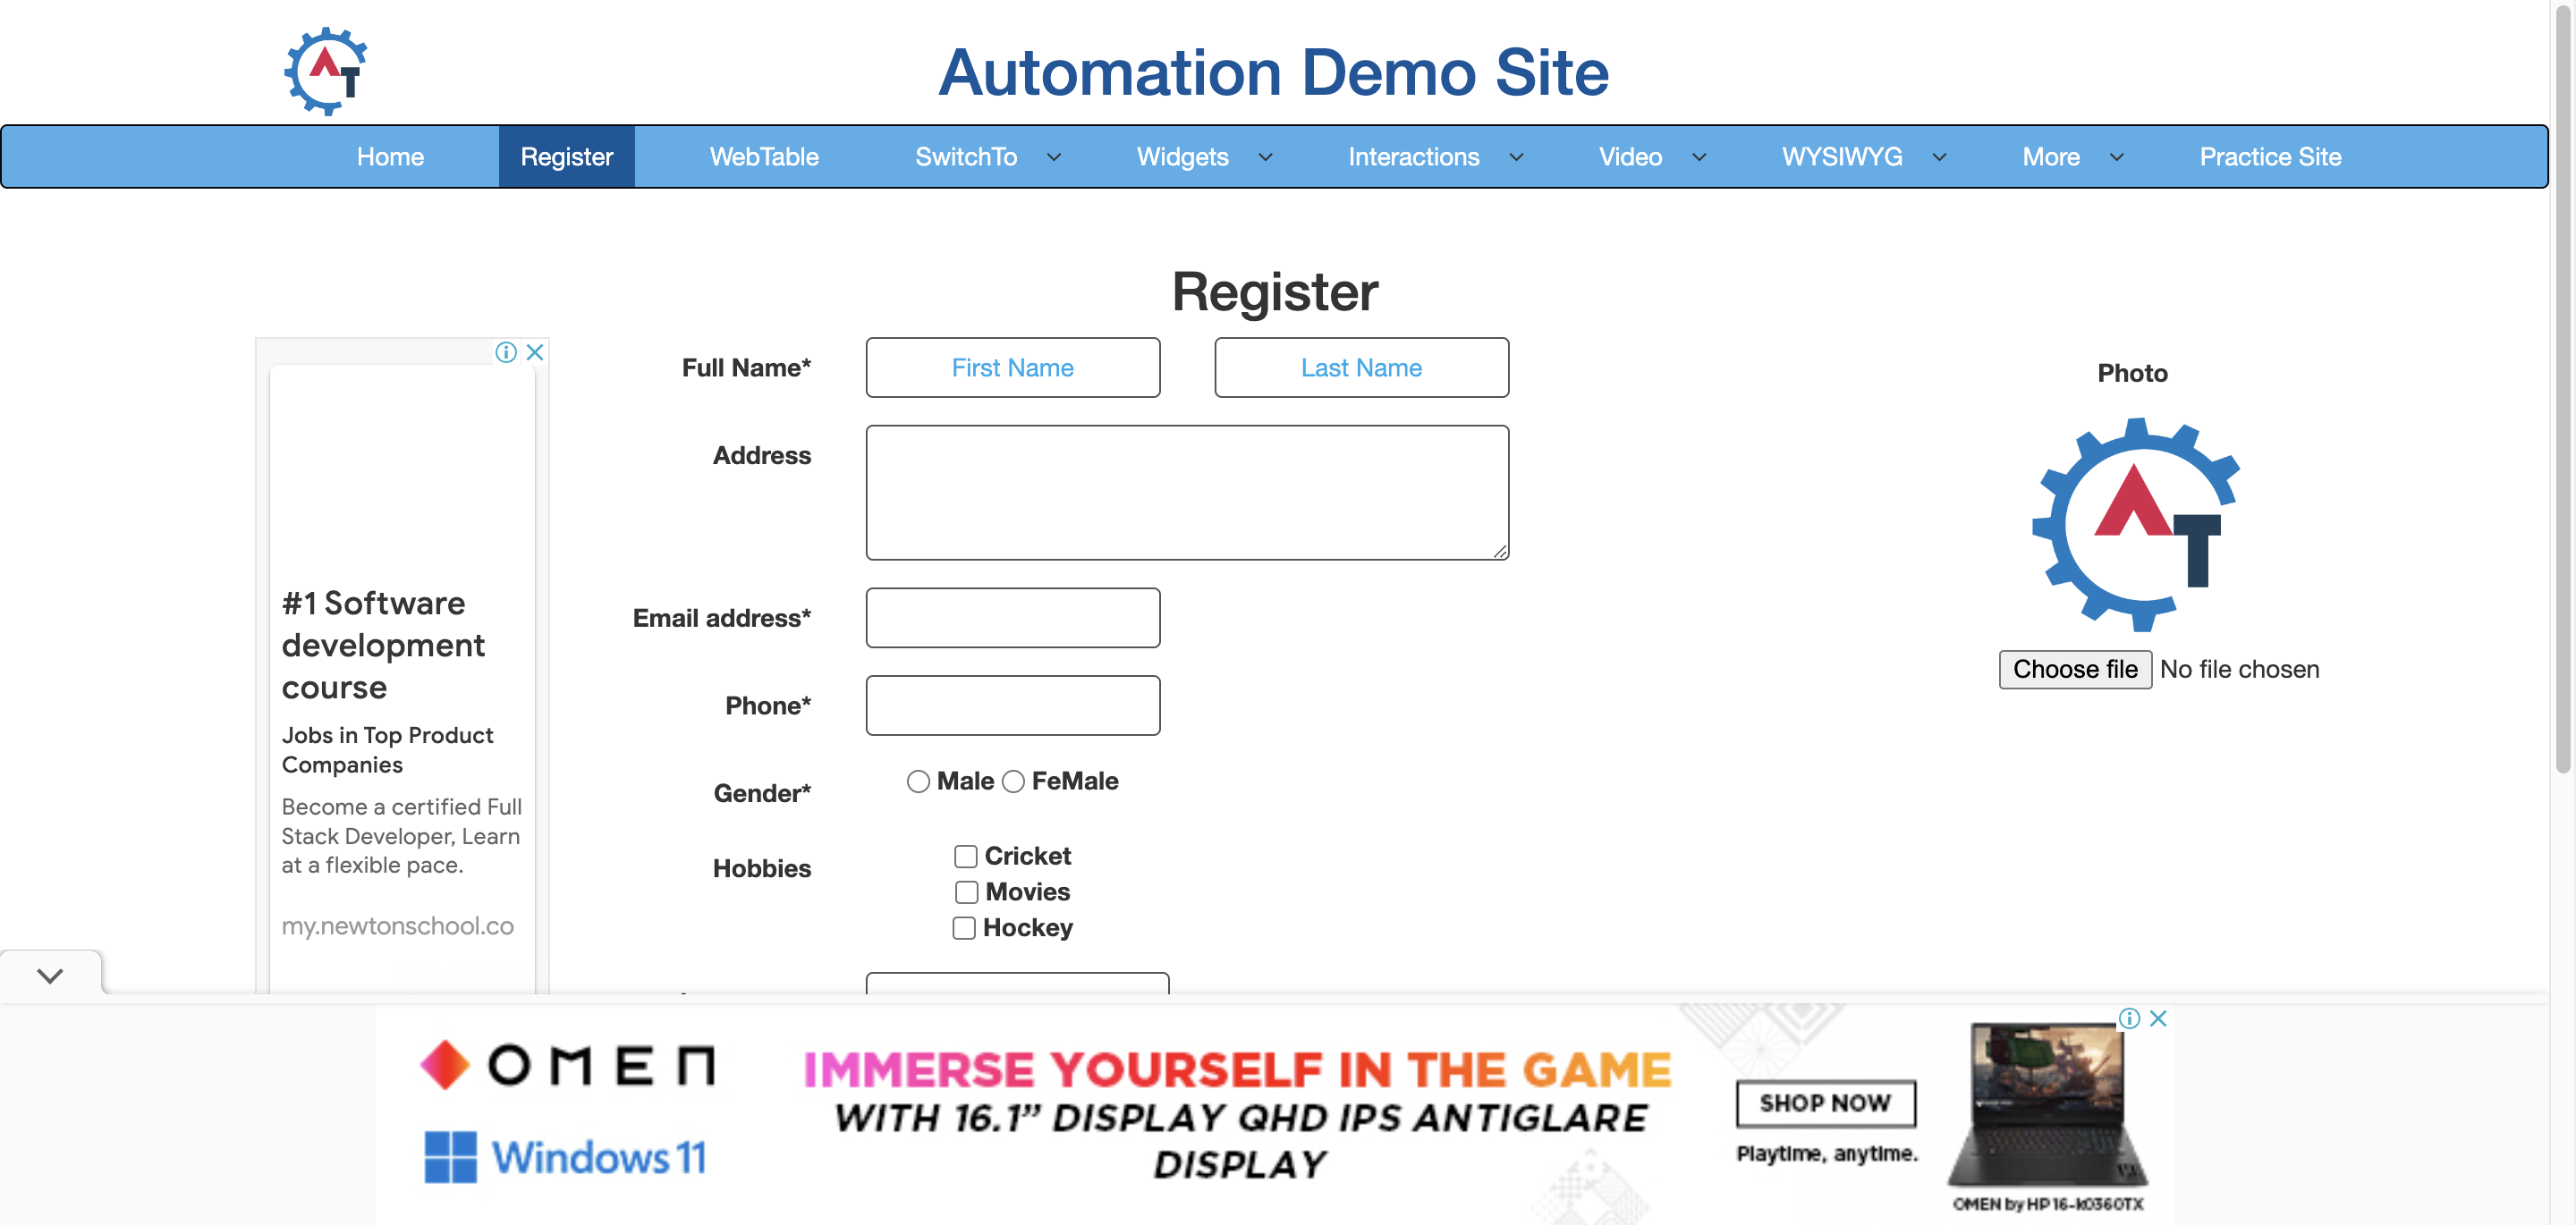 AT
Automation Demo Site
Home Register WebTable SwitchTo Widgets Interactions Video WYSIWYG More Practice Site
Register
Full Name* First Name Last Name
Photo
Address
AT
Email address*
Choose file No file chosen
Phone*
Gender* Male FeMale
Hobbies
Cricket
Movies
Hockey
#1 Software
development
course
Jobs in Top Product
Companies
Become a certified Full
Stack Developer, Learn
at a flexible pace.
my.newtonschool.co
OMEN
Windows 11
IMMERSE YOURSELF IN THE GAME
WITH 16.1” DISPLAY QHD IPS ANTIGLARE
DISPLAY
SHOP NOW
Playtime, anytime.
OMEN by HP 16-k0360TX